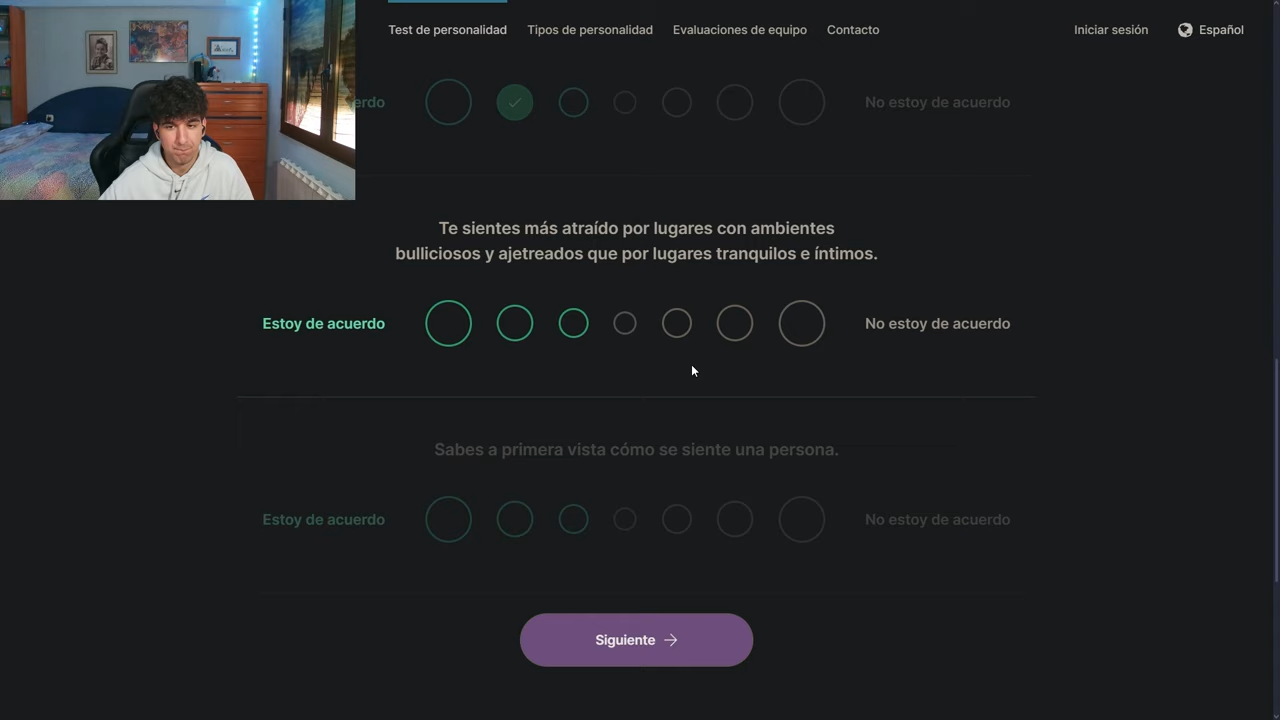 Test de personalidad
Tipos de personalidad
Evaluaciones de equipo
Contacto
Iniciar sesión
Español
erdo
No estoy de acuerdo
Te sientes más atraído por lugares con ambientes
bulliciosos y ajetreados que por lugares tranquilos e íntimos.
Estoy de acuerdo
No estoy de acuerdo
Sabes a primera vista cómo se siente una persona.
Estoy de acuerdo
No estoy de acuerdo
Siguiente